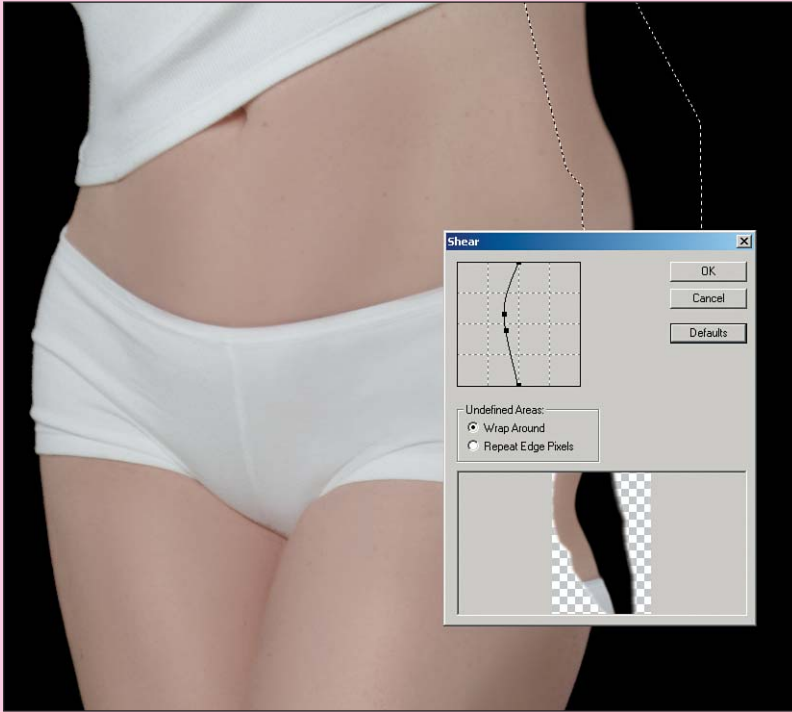 Shear
OK
Cancel
Defaults
Undefined Areas:
Wrap Around
Repeat Edge Pixels